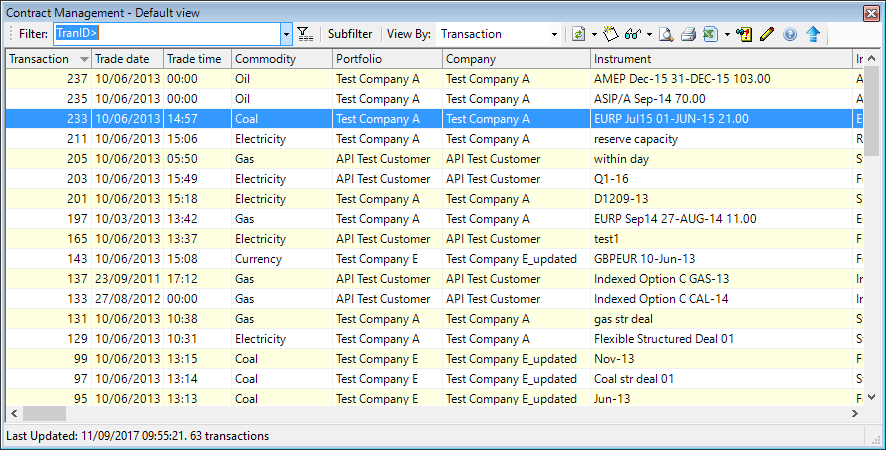 Contract Management - Default view
Filter: TranID> Subfilter View By: Transaction
Transaction Trade date Trade time Commodity Portfolio Company Instrument In
237 10/06/2013 00:00 Oil Test Company A Test Company A AMEP Dec-15 31-DEC-15 103.00 A
235 10/06/2013 00:00 Oil Test Company A Test Company A ASIP/A Sep-14 70.00 A
233 10/06/2013 14:57 Coal Test Company A Test Company A EURP Jul15 01-JUN-15 21.00 E
211 10/06/2013 15:06 Electricity Test Company A Test Company A reserve capacity R
205 10/06/2013 05:50 Gas API Test Customer API Test Customer within day S
203 10/06/2013 15:49 Electricity API Test Customer API Test Customer Q1-16 F
201 10/06/2013 15:18 Electricity Test Company A Test Company A D1209-13 S
197 10/03/2013 13:42 Gas Test Company A Test Company A EURP Sep14 27-AUG-14 11.00 E
165 10/06/2013 13:37 Electricity API Test Customer API Test Customer test1 F
143 10/06/2013 15:08 Currency Test Company E Test Company E_updated GBPEUR 10-Jun-13 F
137 23/09/2011 17:12 Gas API Test Customer API Test Customer Indexed Option C GAS-13 In
133 27/08/2012 00:00 Gas API Test Customer API Test Customer Indexed Option C CAL-14 In
131 10/06/2013 10:38 Gas Test Company A Test Company A gas str deal S
129 10/06/2013 10:31 Electricity Test Company A Test Company A Flexible Structured Deal 01 S
99 10/06/2013 13:15 Coal Test Company E Test Company E_updated Nov-13 F
97 10/06/2013 13:14 Coal Test Company E Test Company E_updated Coal str deal 01 S
95 10/06/2013 13:13 Coal Test Company E Test Company E_updated Jun-13 F
Last Updated: 11/09/2017 09:55:21. 63 transactions